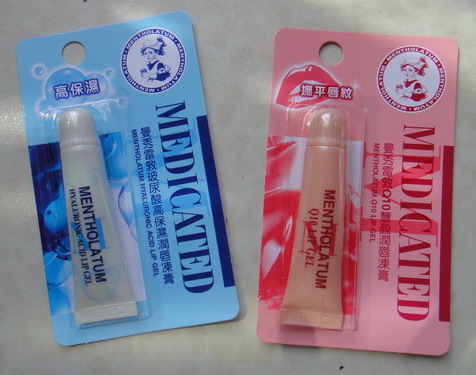 MENTHOLATUM
高保濕
MEDICATED
曼秀雷敦玻尿酸高保濕潤唇凍膏
MENTHOLATUM HYALURONIC ACID LIP GEL
MENTHOLATUM
HYALURONIC ACID LIP GEL
MENTHOLATUM
撫平唇紋
MEDICATED
曼秀雷敦Q10豐盈潤唇凍膏
MENTHOLATUM Q10 LIP GEL
MENTHOLATUM
Q10 LIP GEL